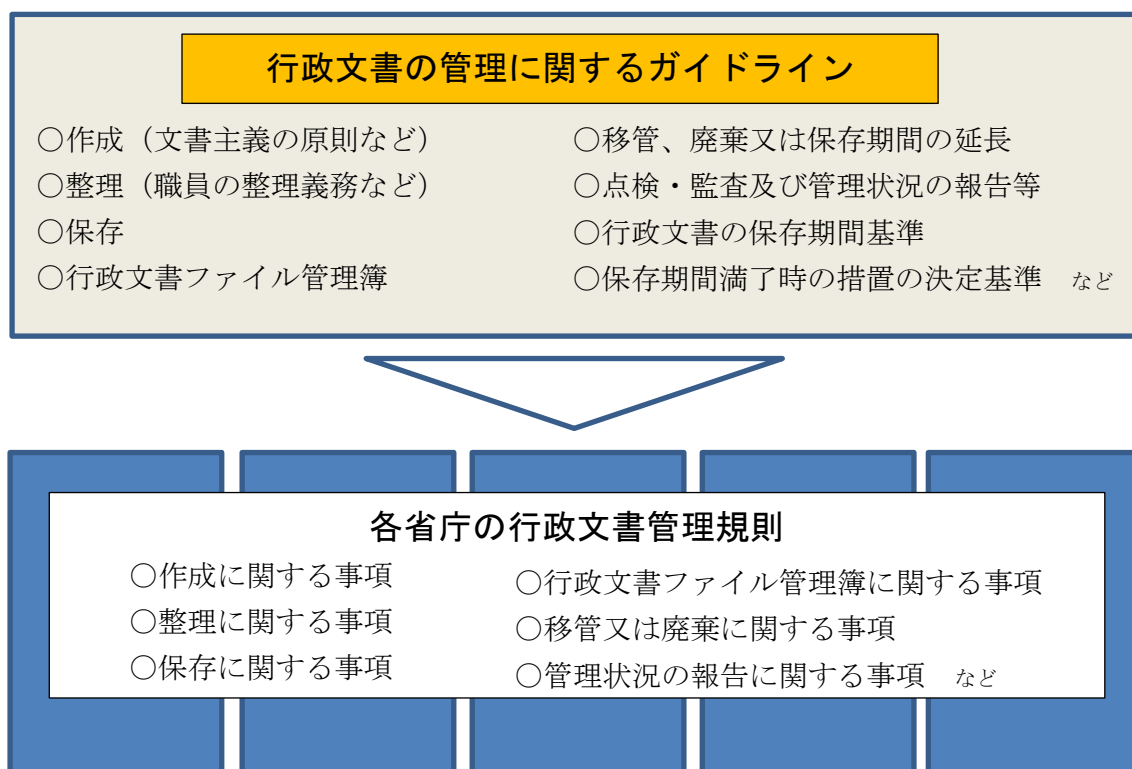 行政文書の管理に関するガイドライン
○作成（文書主義の原則など）
○整理（職員の整理義務など）
○保存
○行政文書ファイル管理簿
○移管、廃棄又は保存期間の延長
○点検・監査及び管理状況の報告等
○行政文書の保存期間基準
○保存期間満了時の措置の決定基準　など
各省庁の行政文書管理規則
○作成に関する事項
○整理に関する事項
○保存に関する事項
○行政文書ファイル管理簿に関する事項
○移管又は廃棄に関する事項
○管理状況の報告に関する事項　など